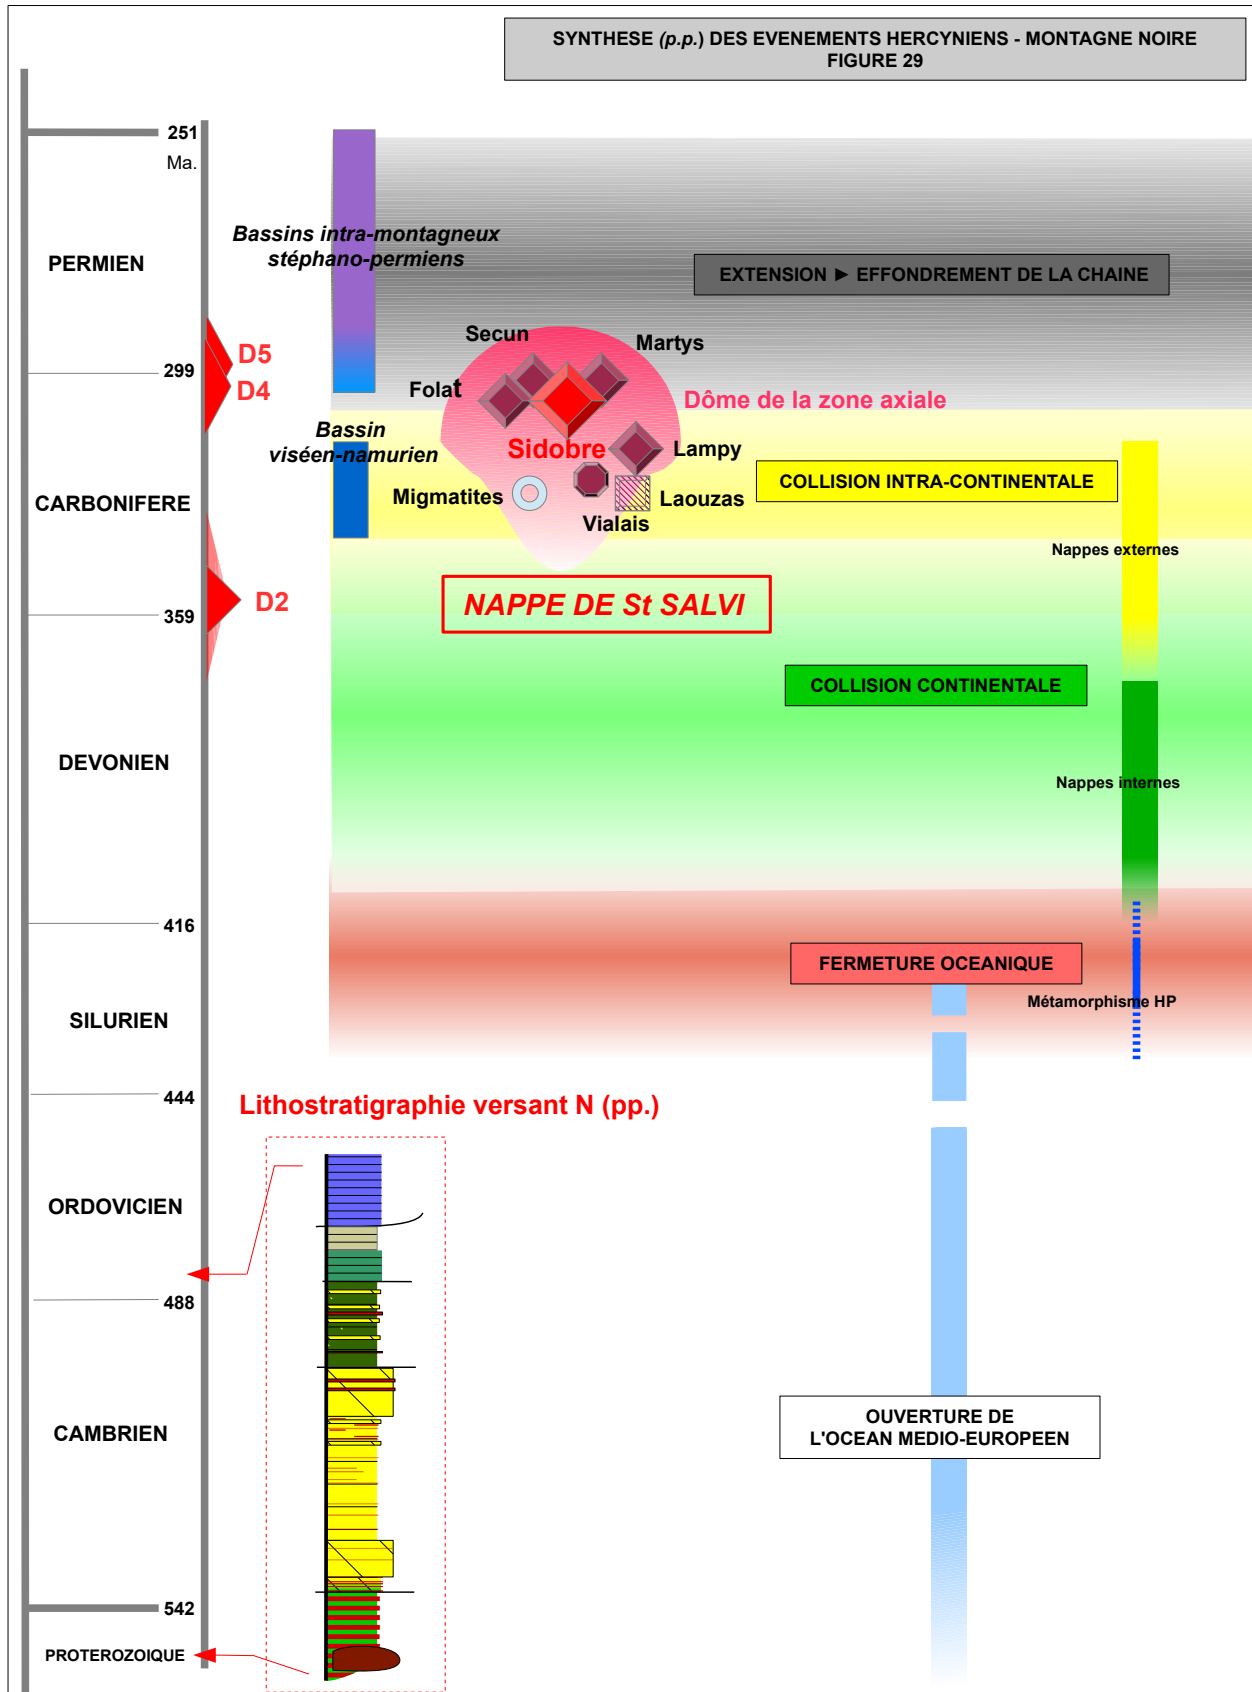 SYNTHESE (p.p.) DES EVENEMENTS HERCYNIENS - MONTAGNE NOIRE
FIGURE 29
251
Ma.
PERMIEN
Bassins intra-montagneux
stéphano-permiens
EXTENSION ► EFFONDREMENT DE LA CHAINE
Secun
Martys
D5
299
D4
Folat
Dôme de la zone axiale
Bassin
viséen-namurien
Sidobre
Lampy
COLLISION INTRA-CONTINENTALE
CARBONIFERE
Migmatites
Laouzas
Vialais
Nappes externes
D2
NAPPE DE St SALVI
359
COLLISION CONTINENTALE
DEVONIEN
Nappes internes
416
FERMETURE OCEANIQUE
Métamorphisme HP
SILURIEN
444
Lithostratigraphie versant N (pp.)
ORDOVICIEN
488
OUVERTURE DE
L'OCEAN MEDIO-EUROPEEN
CAMBRIEN
542
PROTEROZOIQUE